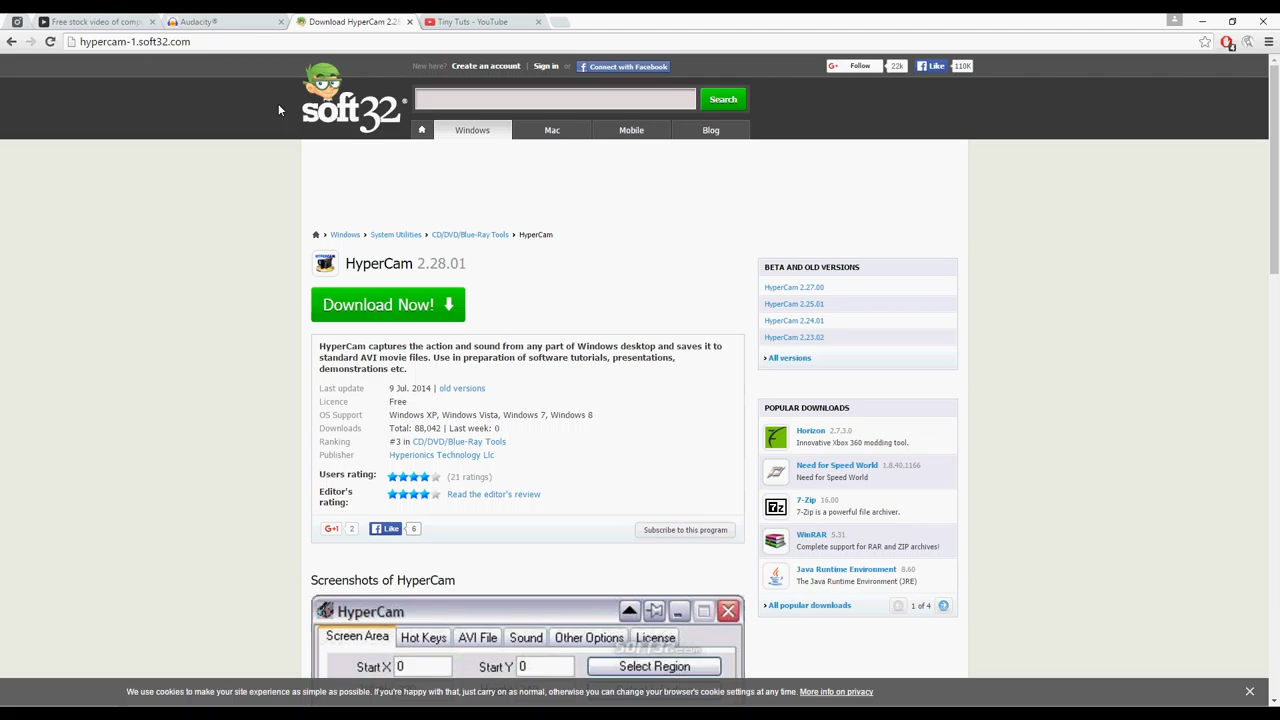 Free stock video of comp
Audacity®
Download HyperCam 2.28
Tiny Tuts - YouTube
hypercam-1.soft32.com
4
New here? Create an account Sign in or Connect with Facebook
Follow 22k Like 110K
soft32®
Search
Windows Mac Mobile Blog
Windows › System Utilities › CD/DVD/Blue-Ray Tools › HyperCam
HyperCam 2.28.01
Download Now!
HyperCam captures the action and sound from any part of Windows desktop and saves it to
standard AVI movie files. Use in preparation of software tutorials, presentations,
demonstrations etc.
Last update 9 Jul. 2014 | old versions
Licence Free
OS Support Windows XP, Windows Vista, Windows 7, Windows 8
Downloads Total: 88,042 | Last week: 0
Ranking #3 in CD/DVD/Blue-Ray Tools
Publisher Hyperionics Technology Llc
Users rating: (21 ratings)
Editor's
rating: Read the editor's review
G+1 2 Like 6
Subscribe to this program
BETA AND OLD VERSIONS
HyperCam 2.27.00
HyperCam 2.25.01
HyperCam 2.24.01
HyperCam 2.23.02
› All versions
POPULAR DOWNLOADS
Horizon 2.7.3.0
Innovative Xbox 360 modding tool.
Need for Speed World 1.8.40.1166
Need for Speed World
7-Zip 16.00
7-Zip is a powerful file archiver.
WinRAR 5.31
Complete support for RAR and ZIP archives!
Java Runtime Environment 8.60
The Java Runtime Environment (JRE)
› All popular downloads 1 of 4
Screenshots of HyperCam
HyperCam
Screen Area Hot Keys AVI File Sound Other Options License
Start X 0 Start Y 0 Select Region
We use cookies to make your site experience as simple as possible. If you're happy with that, just carry on as normal, otherwise you can change your browser's cookie settings at any time. More info on privacy